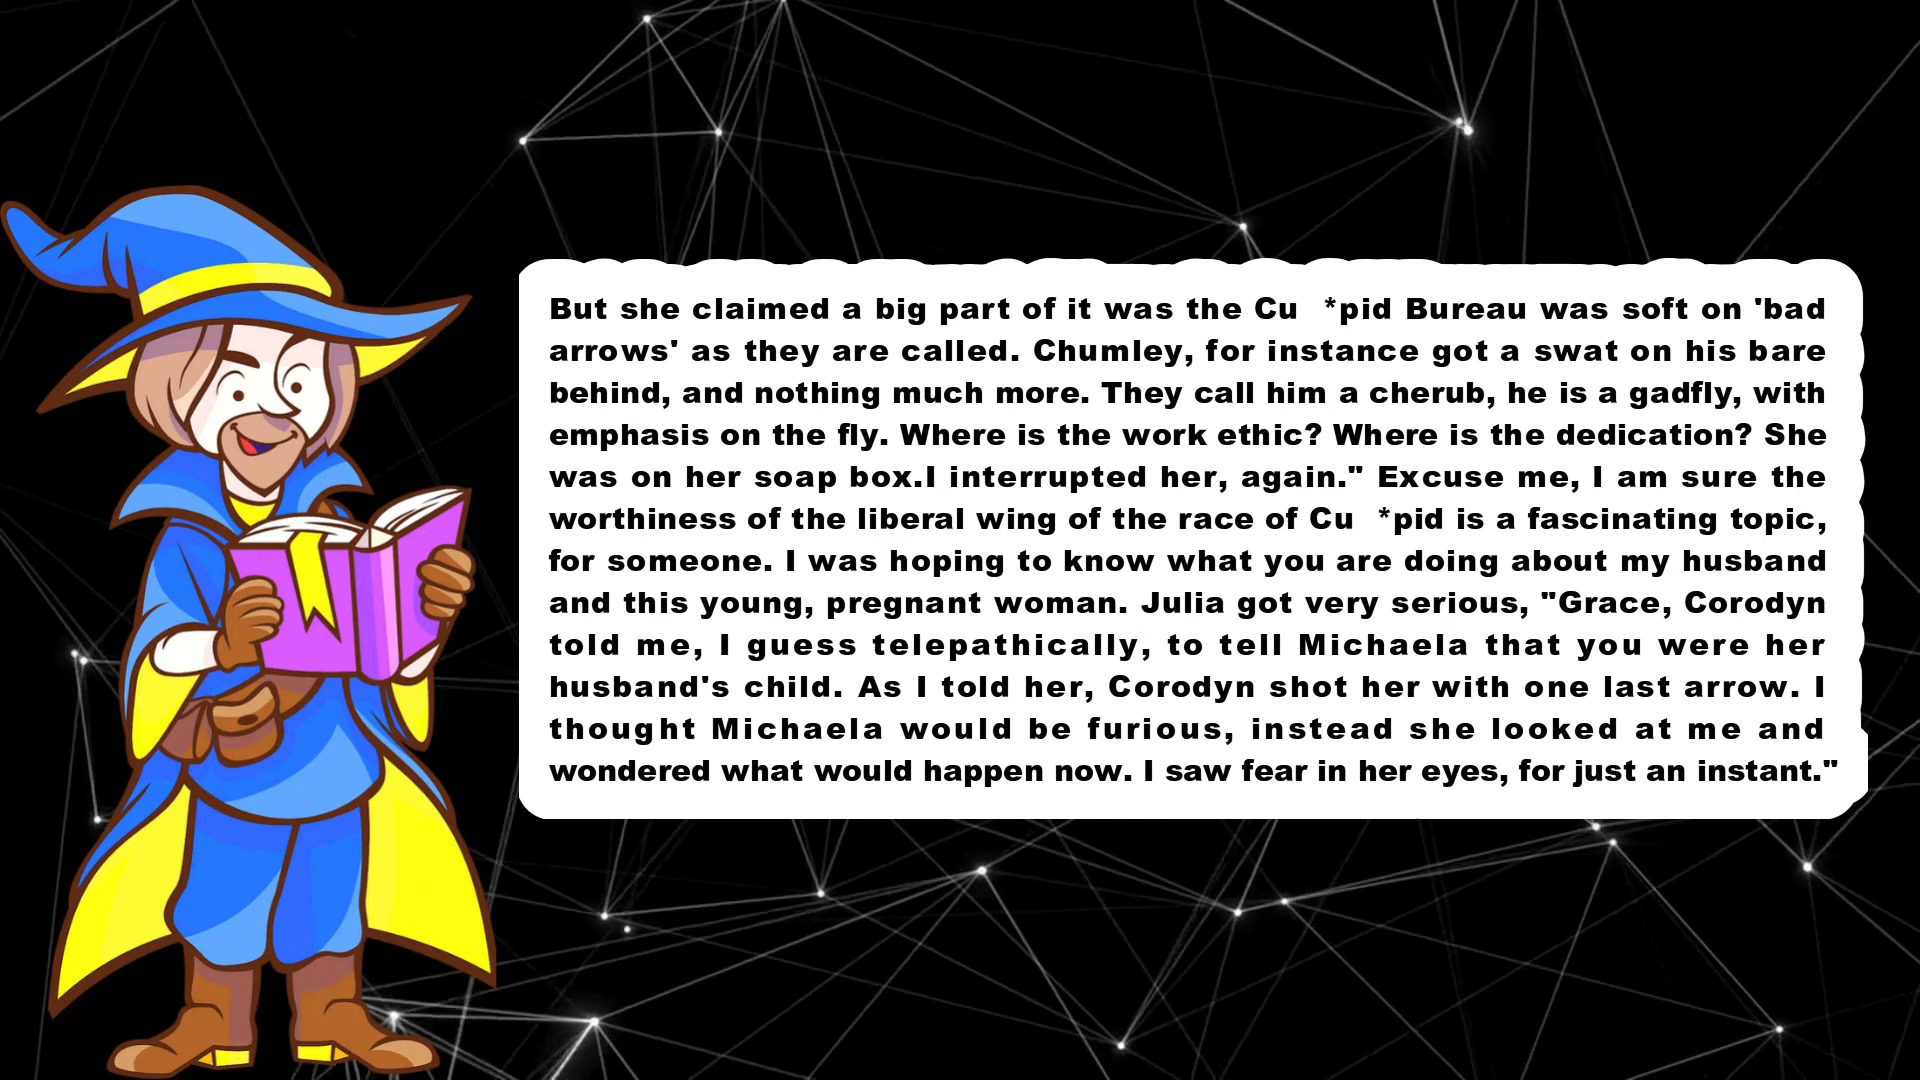 But she claimed a big part of it was the Cu  *pid Bureau was soft on 'bad
arrows' as they are called. Chumley, for instance got a swat on his bare
behind, and nothing much more. They call him a cherub, he is a gadfly, with
emphasis on the fly. Where is the work ethic? Where is the dedication? She
was on her soap box.I interrupted her, again." Excuse me, I am sure the
worthiness of the liberal wing of the race of Cu  *pid is a fascinating topic,
for someone. I was hoping to know what you are doing about my husband
and this young, pregnant woman. Julia got very serious, "Grace, Corodyn
told me, I guess telepathically, to tell Michaela that you were her
husband's child. As I told her, Corodyn shot her with one last arrow. I
thought Michaela would be furious, instead she looked at me and
wondered what would happen now. I saw fear in her eyes, for just an instant."